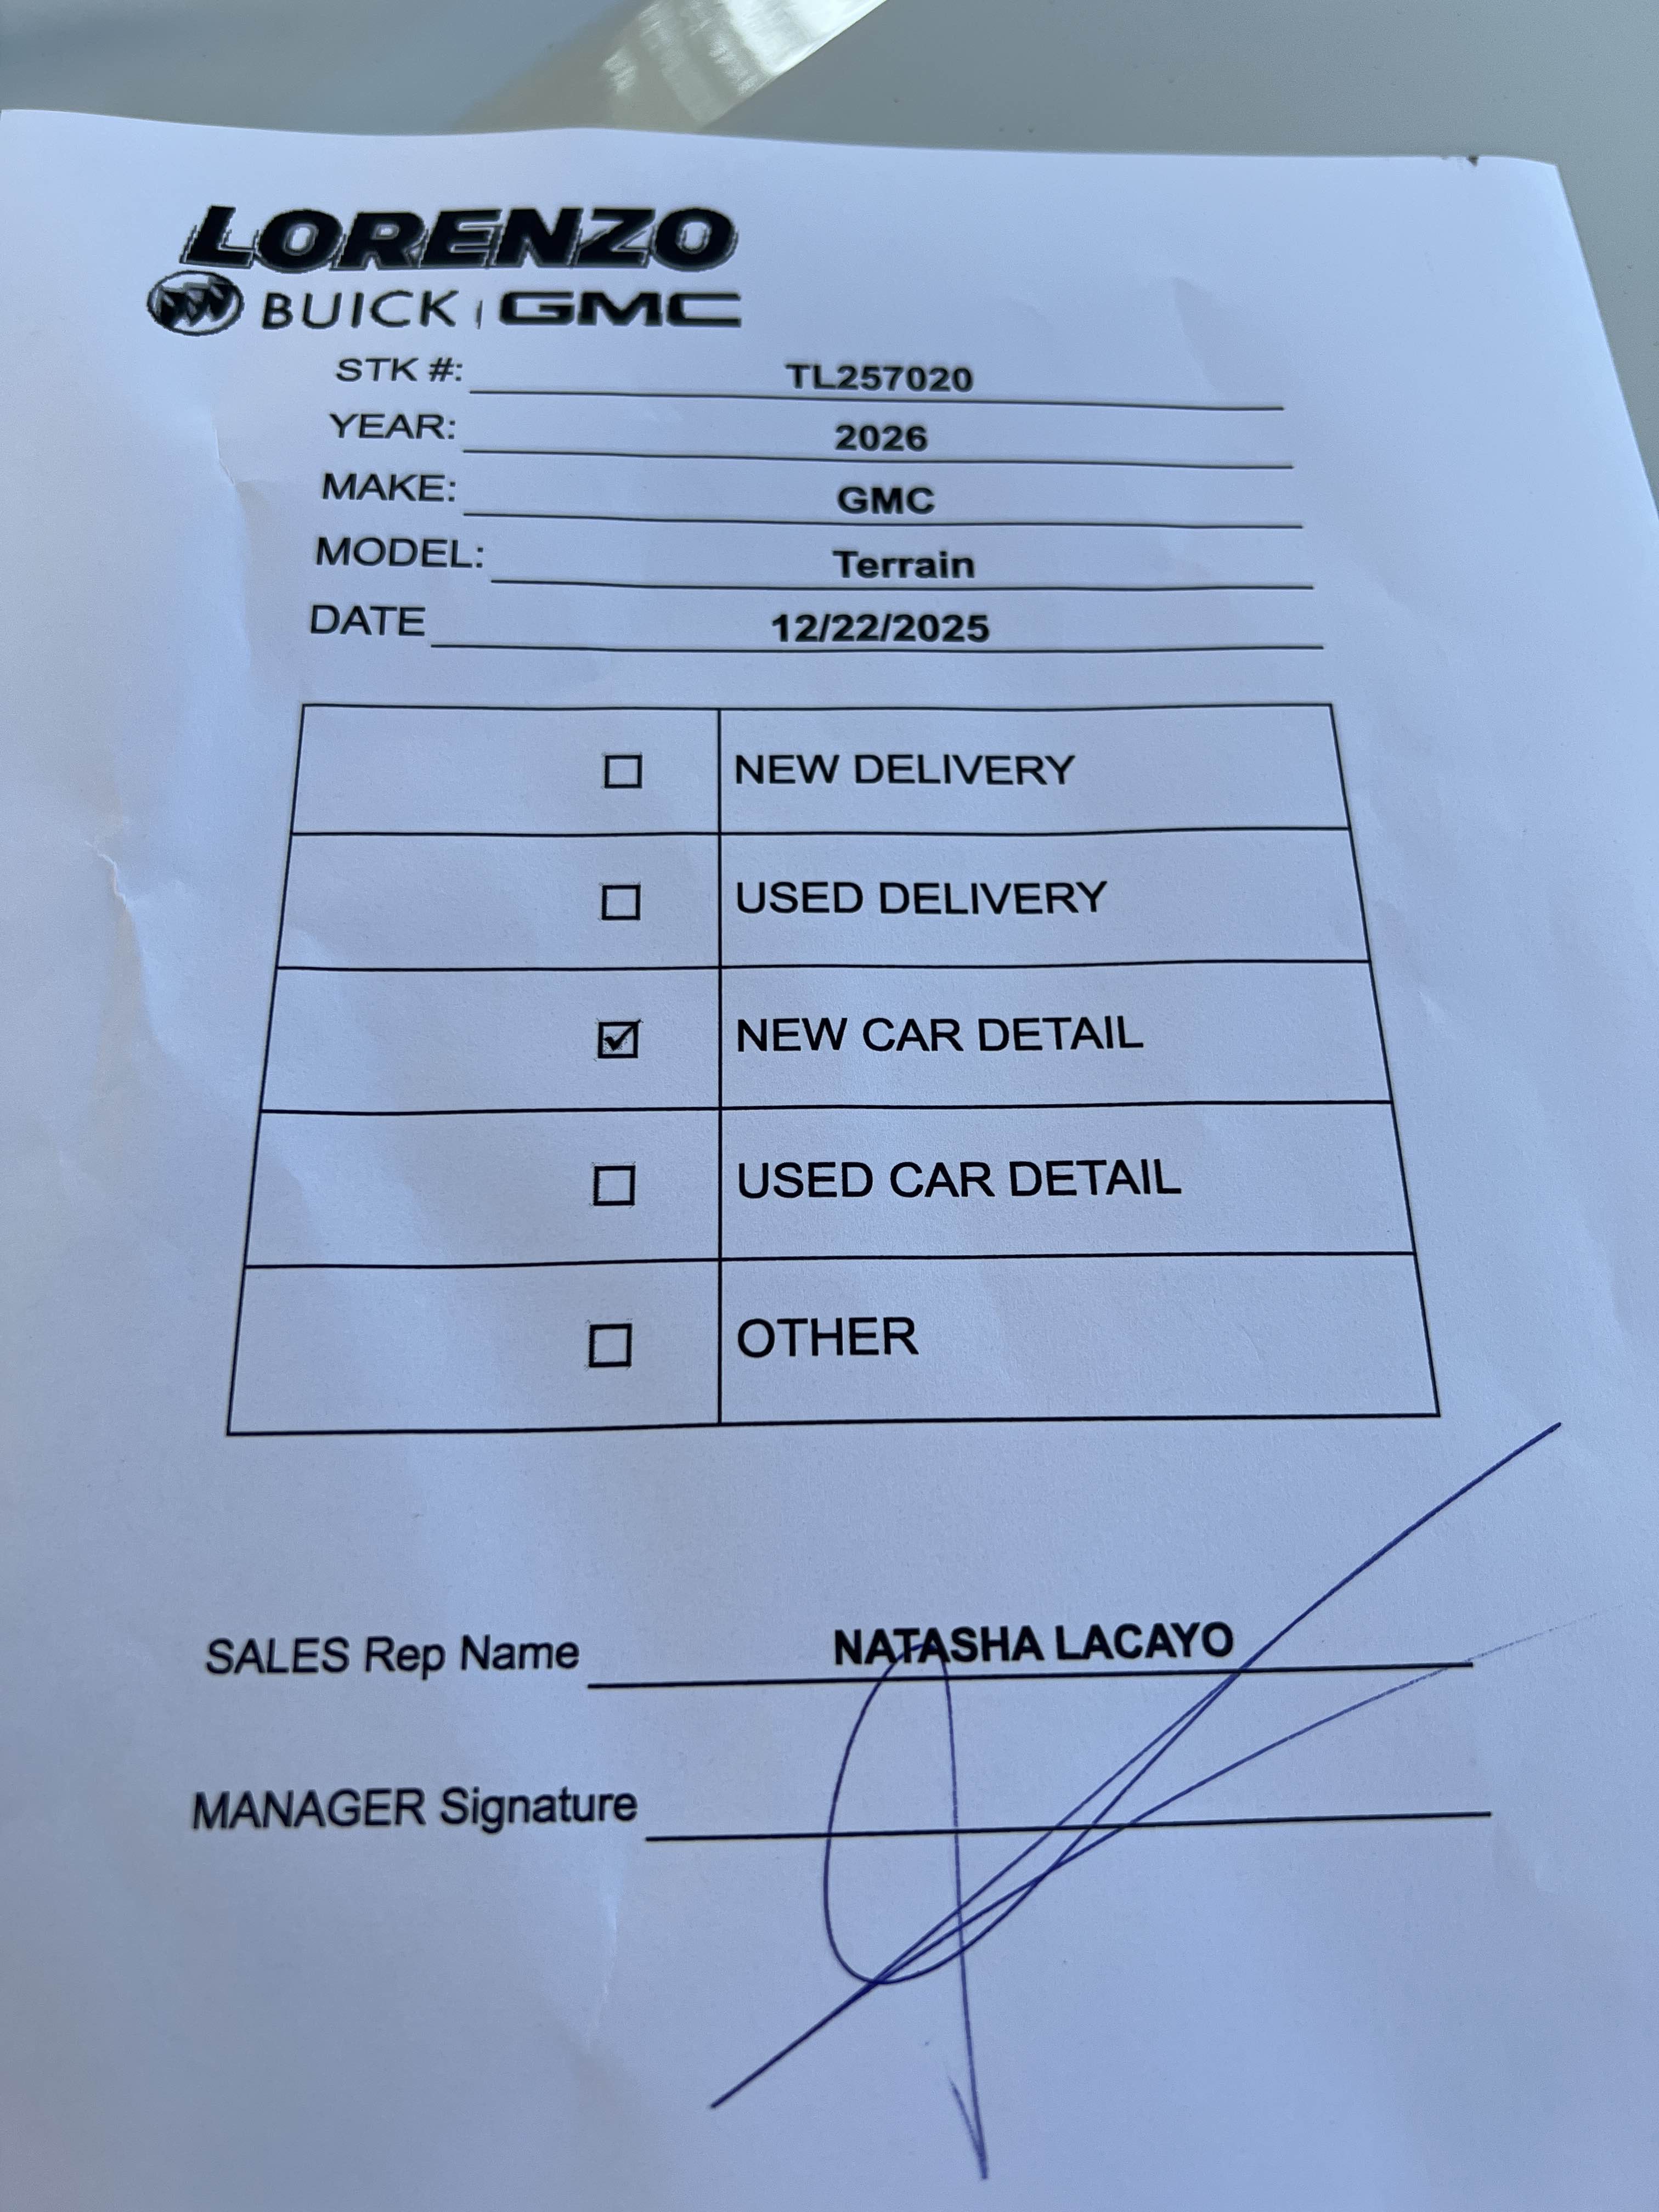 LORENZO
BUICK | GMC
STK #: TL257020
YEAR: 2026
MAKE: GMC
MODEL: Terrain
DATE 12/22/2025
☐ NEW DELIVERY
☐ USED DELIVERY
☑ NEW CAR DETAIL
☐ USED CAR DETAIL
☐ OTHER
SALES Rep Name NATASHA LACAYO
MANAGER Signature